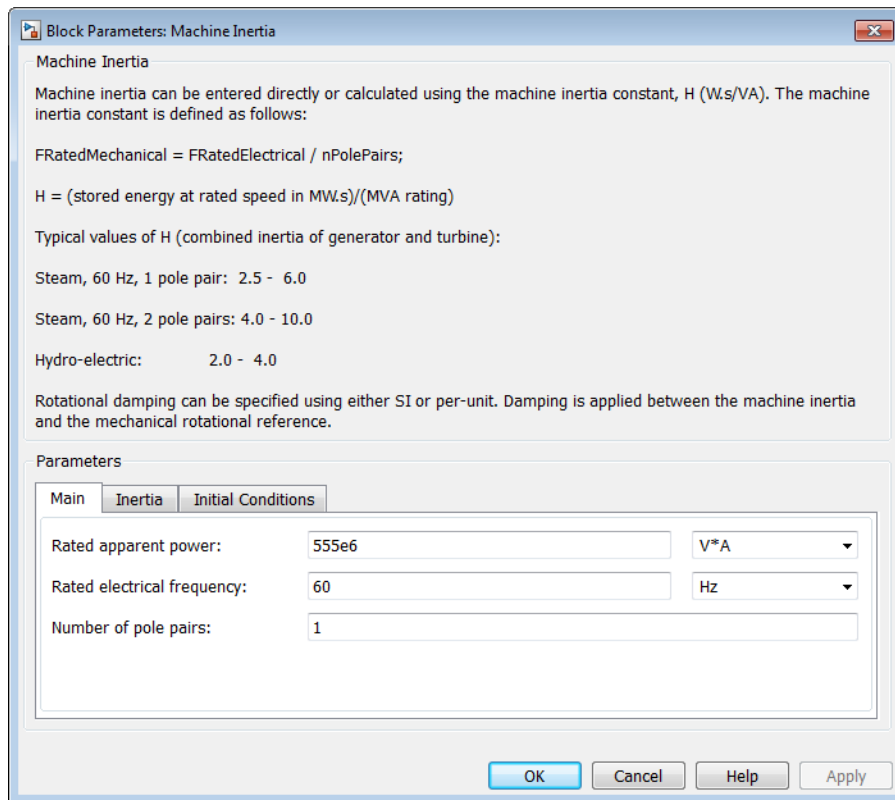 Block Parameters: Machine Inertia
Machine Inertia
Machine inertia can be entered directly or calculated using the machine inertia constant, H (W.s/VA). The machine
inertia constant is defined as follows:
FRatedMechanical = FRatedElectrical / nPolePairs;
H = (stored energy at rated speed in MW.s)/(MVA rating)
Typical values of H (combined inertia of generator and turbine):
Steam, 60 Hz, 1 pole pair: 2.5 - 6.0
Steam, 60 Hz, 2 pole pairs: 4.0 - 10.0
Hydro-electric: 2.0 - 4.0
Rotational damping can be specified using either SI or per-unit. Damping is applied between the machine inertia
and the mechanical rotational reference.
Parameters
Main Inertia Initial Conditions
Rated apparent power: 555e6 V*A
Rated electrical frequency: 60 Hz
Number of pole pairs: 1
OK Cancel Help Apply